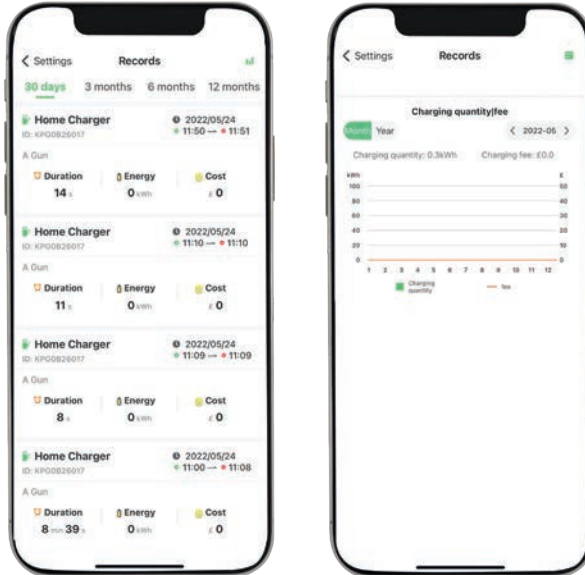 Settings Records
30 days 3 months 6 months 12 months
Home Charger 2022/05/24
ID: KPG0B26017 11:50 → 11:51
A Gun
Duration Energy Cost
14 s 0 kWh £ 0
Home Charger 2022/05/24
ID: KPG0B26017 11:10 → 11:10
A Gun
Duration Energy Cost
11 s 0 kWh £ 0
Home Charger 2022/05/24
ID: KPG0B26017 11:09 → 11:09
A Gun
Duration Energy Cost
8 s 0 kWh £ 0
Home Charger 2022/05/24
ID: KPG0B26017 11:00 → 11:08
A Gun
Duration Energy Cost
8 min 39 s 0 kWh £ 0
Settings Records
Charging quantity|fee
Month Year 2022-05
Charging quantity: 0.3kWh Charging fee: £0.0
kWh £
100 50
80 40
60 30
40 20
20 10
0 0
1 2 3 4 5 6 7 8 9 10 11 12
Charging
quantity
fee